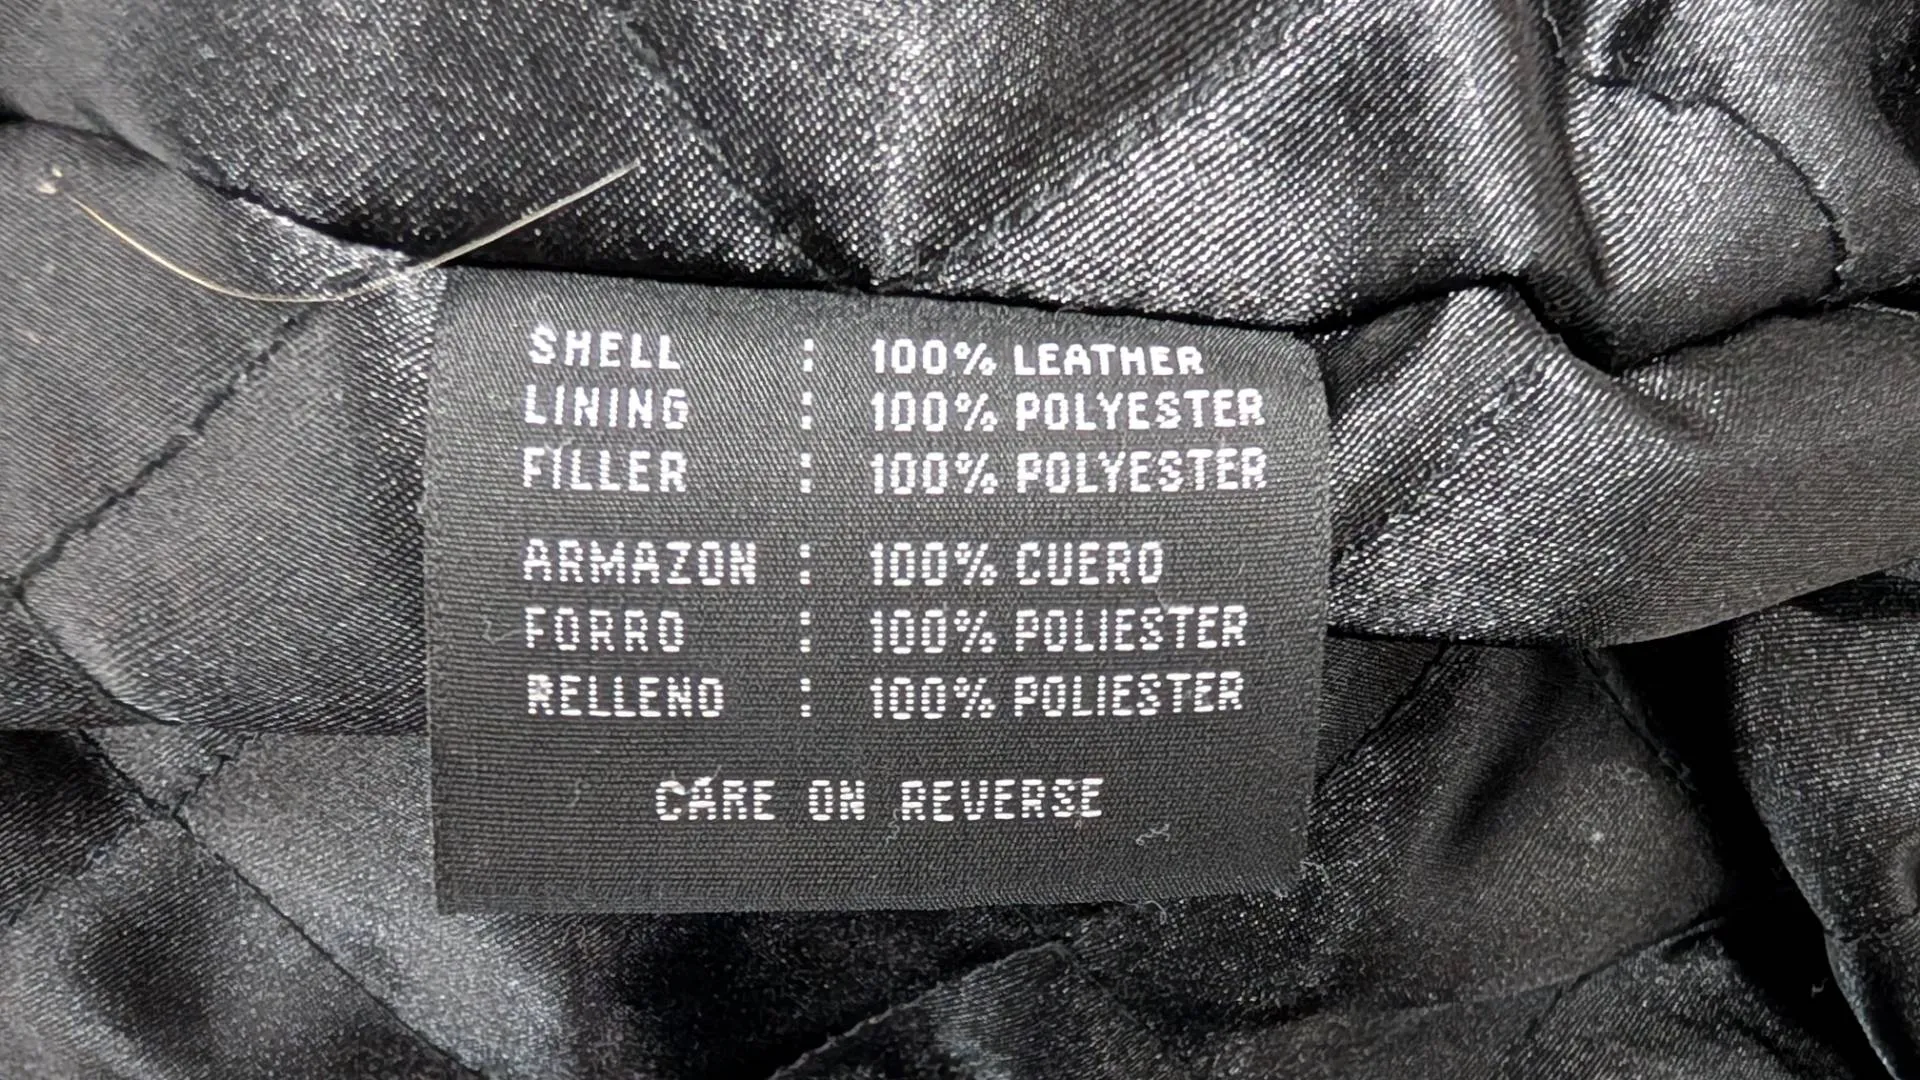 SHELL : 100% LEATHER
LINING : 100% POLYESTER
FILLER : 100% POLYESTER
ARMAZON : 100% CUERO
FORRO : 100% POLIESTER
RELLENO : 100% POLIESTER
CARE ON REVERSE